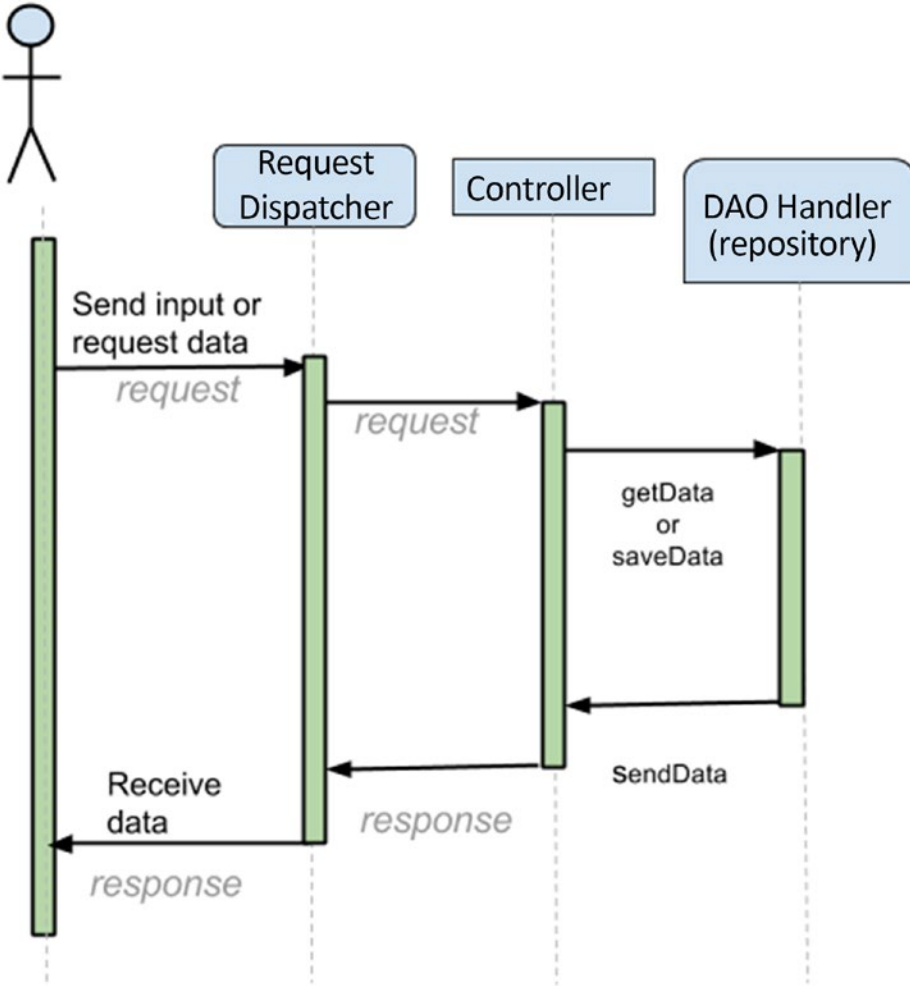 Request
Dispatcher
Controller
DAO Handler
(repository)
Send input or
request data
request
request
getData
or
saveData
sendData
Receive
data
response
response